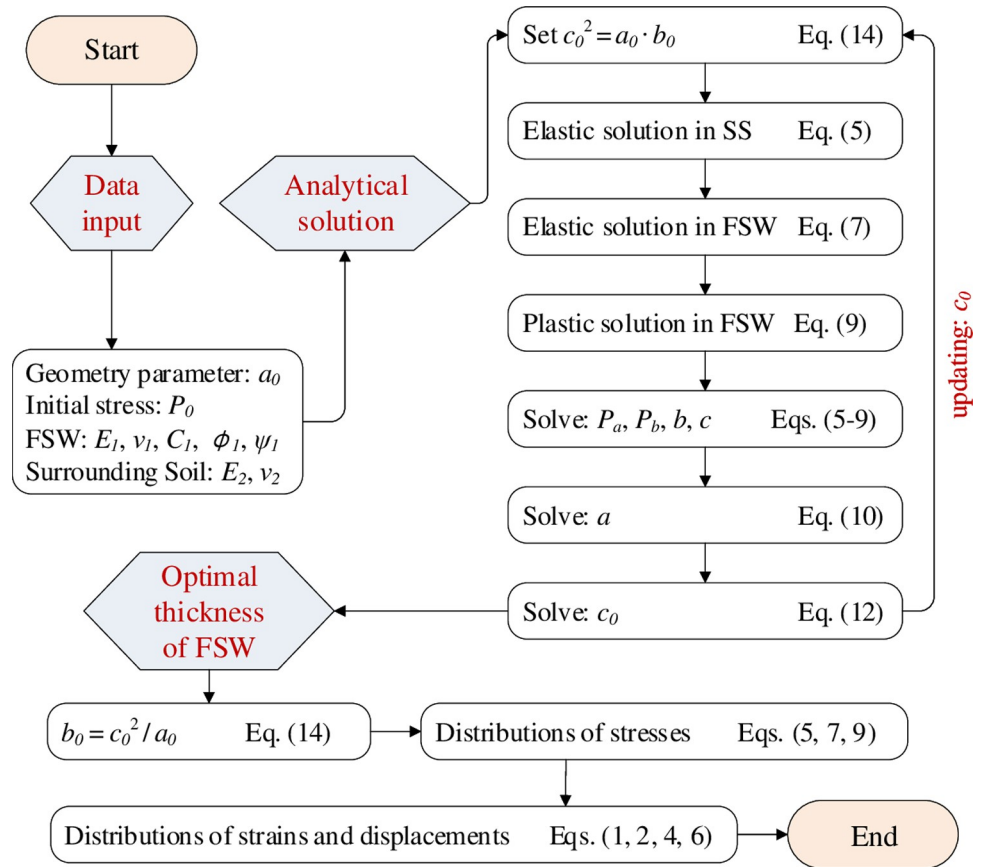 Start
Data
input
Geometry parameter: a₀
Initial stress: P₀
FSW: E₁, ν₁, C₁, ϕ₁, ψ₁
Surrounding Soil: E₂, ν₂
Analytical
solution
Set c₀² = a₀ · b₀ Eq. (14)
Elastic solution in SS Eq. (5)
Elastic solution in FSW Eq. (7)
Plastic solution in FSW Eq. (9)
Solve: Pₐ, P_b, b, c Eqs. (5-9)
Solve: a Eq. (10)
Solve: c₀ Eq. (12)
updating: c₀
Optimal
thickness
of FSW
b₀ = c₀² / a₀ Eq. (14)
Distributions of stresses Eqs. (5, 7, 9)
Distributions of strains and displacements Eqs. (1, 2, 4, 6)
End